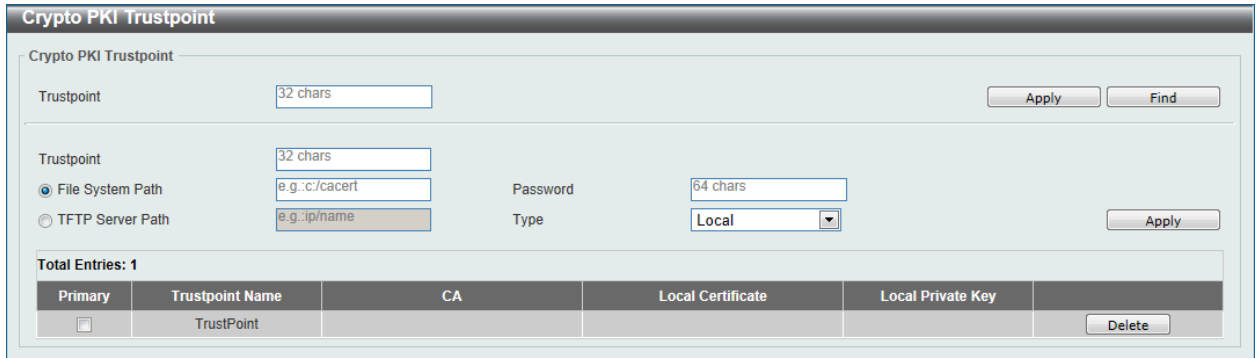 Crypto PKI Trustpoint
Crypto PKI Trustpoint
Trustpoint 32 chars Apply Find
Trustpoint 32 chars
File System Path e.g.:c:/cacert Password 64 chars
TFTP Server Path e.g.:ip/name Type Local Apply
Total Entries: 1
Primary Trustpoint Name CA Local Certificate Local Private Key
TrustPoint Delete